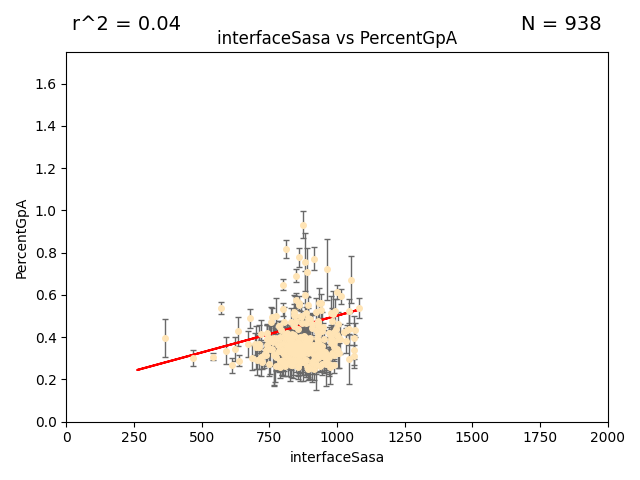 r^2 = 0.04
N = 938
interfaceSasa vs PercentGpA
PercentGpA
1.6
1.4
1.2
1.0
0.8
0.6
0.4
0.2
0.0
0 250 500 750 1000 1250 1500 1750 2000
interfaceSasa